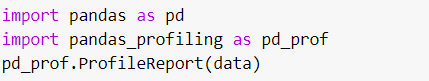 import pandas as pd
import pandas_profiling as pd_prof
pd_prof.ProfileReport(data)